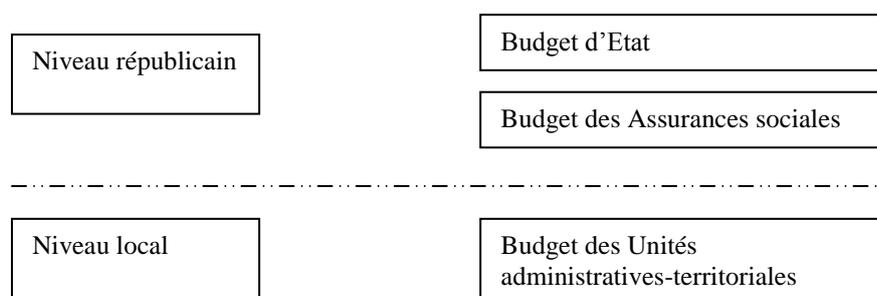 Niveau républicain
Budget d’Etat
Budget des Assurances sociales
Niveau local
Budget des Unités
administratives-territoriales